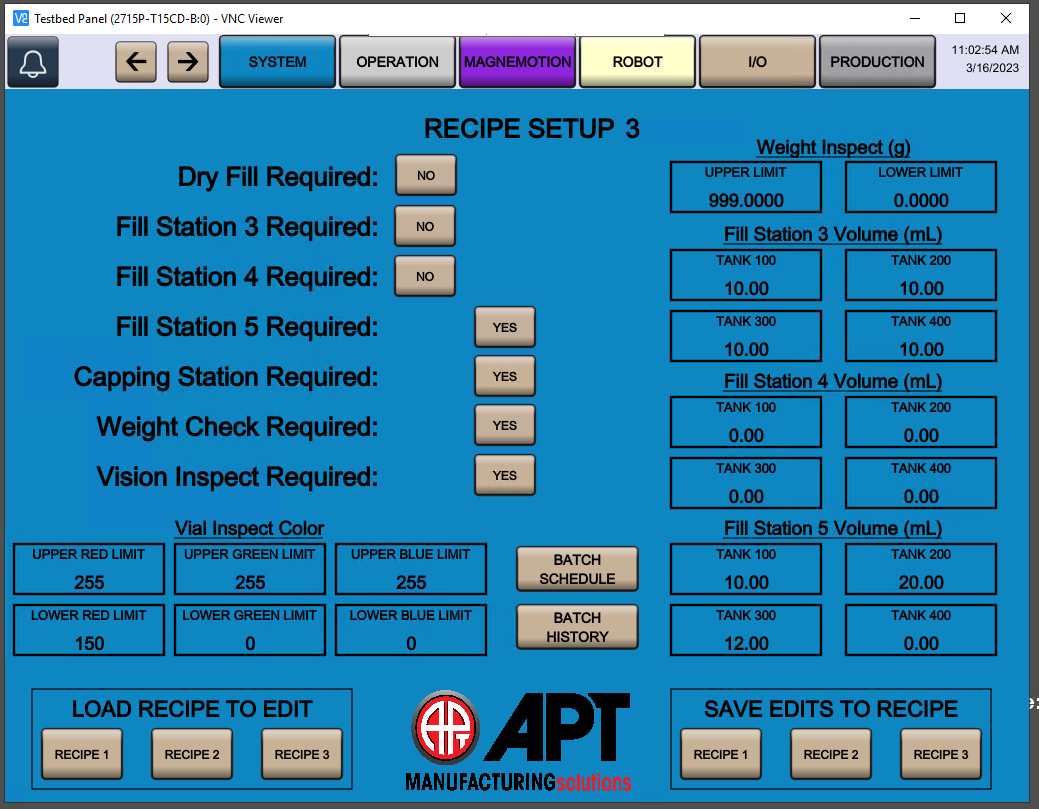 Testbed Panel (2715P-T15CD-B:0) - VNC Viewer
SYSTEM
OPERATION
MAGNEMOTION
ROBOT
I/O
PRODUCTION
11:02:54 AM
3/16/2023
RECIPE SETUP 3
Dry Fill Required: NO
Fill Station 3 Required: NO
Fill Station 4 Required: NO
Fill Station 5 Required: YES
Capping Station Required: YES
Weight Check Required: YES
Vision Inspect Required: YES
Weight Inspect (g)
UPPER LIMIT LOWER LIMIT
999.0000 0.0000
Fill Station 3 Volume (mL)
TANK 100 TANK 200
10.00 10.00
TANK 300 TANK 400
10.00 10.00
Fill Station 4 Volume (mL)
TANK 100 TANK 200
0.00 0.00
TANK 300 TANK 400
0.00 0.00
Fill Station 5 Volume (mL)
TANK 100 TANK 200
10.00 20.00
TANK 300 TANK 400
12.00 0.00
Vial Inspect Color
UPPER RED LIMIT UPPER GREEN LIMIT UPPER BLUE LIMIT
255 255 255
LOWER RED LIMIT LOWER GREEN LIMIT LOWER BLUE LIMIT
150 0 0
BATCH
SCHEDULE
BATCH
HISTORY
LOAD RECIPE TO EDIT
RECIPE 1 RECIPE 2 RECIPE 3
APT
MANUFACTURINGsolutions
SAVE EDITS TO RECIPE
RECIPE 1 RECIPE 2 RECIPE 3